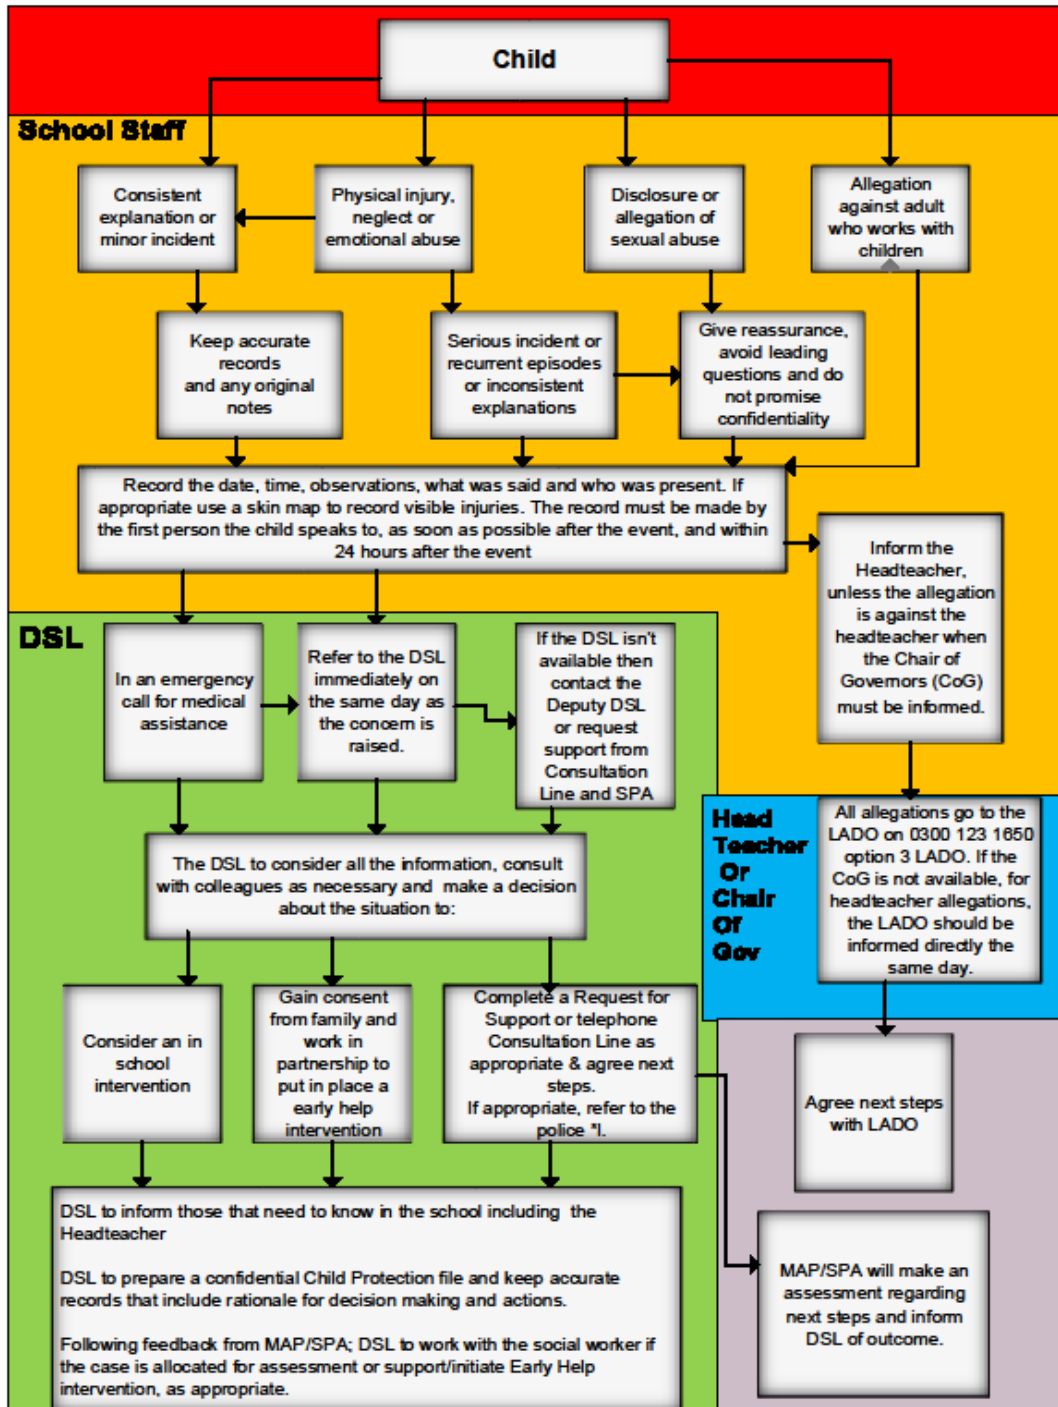 Child
School Staff
Consistent
explanation or
minor incident
Physical injury,
neglect or
emotional abuse
Disclosure or
allegation of
sexual abuse
Allegation
against adult
who works with
children
Keep accurate
records
and any original
notes
Serious incident or
recurrent episodes
or inconsistent
explanations
Give reassurance,
avoid leading
questions and do
not promise
confidentiality
Record the date, time, observations, what was said and who was present. If
appropriate use a skin map to record visible injuries. The record must be made by
the first person the child speaks to, as soon as possible after the event, and within
24 hours after the event
Inform the
Headteacher,
unless the allegation
is against the
headteacher when
the Chair of
Governors (CoG)
must be informed.
DSL
In an emergency
call for medical
assistance
Refer to the DSL
immediately on
the same day as
the concern is
raised.
If the DSL isn't
available then
contact the
Deputy DSL
or request
support from
Consultation
Line and SPA
Head
Teacher
Or
Chair
Of
Gov
All allegations go to the
LADO on 0300 123 1650
option 3 LADO. If the
CoG is not available, for
headteacher allegations,
the LADO should be
informed directly the
same day.
The DSL to consider all the information, consult
with colleagues as necessary and make a decision
about the situation to:
Consider an in
school
intervention
Gain consent
from family and
work in
partnership to
put in place a
early help
intervention
Complete a Request for
Support or telephone
Consultation Line as
appropriate & agree next
steps.
If appropriate, refer to the
police *I.
Agree next steps
with LADO
DSL to inform those that need to know in the school including the
Headteacher
DSL to prepare a confidential Child Protection file and keep accurate
records that include rationale for decision making and actions.
Following feedback from MAP/SPA; DSL to work with the social worker if
the case is allocated for assessment or support/initiate Early Help
intervention, as appropriate.
MAP/SPA will make an
assessment regarding
next steps and inform
DSL of outcome.